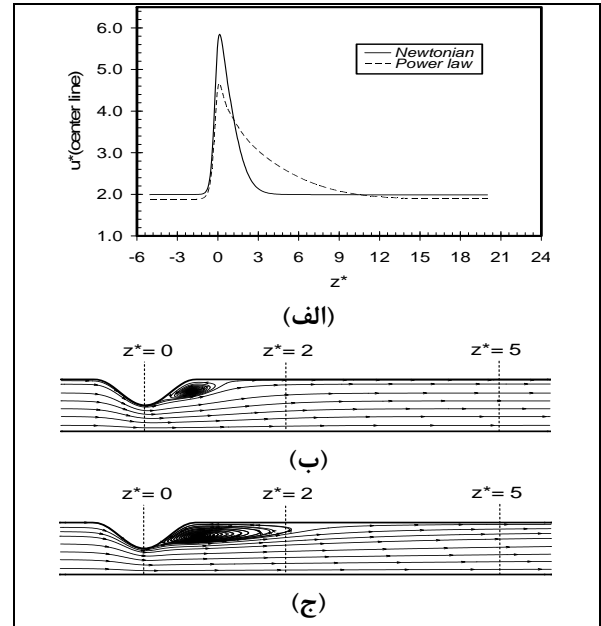 6.0
5.0
4.0
3.0
2.0
1.0
u*(center line)
Newtonian
Power law
-6 -3 0 3 6 9 12 15 18 21 24
z*
(الف)
z*= 0 z*= 2 z*= 5
(ب)
z*= 0 z*= 2 z*= 5
(ج)